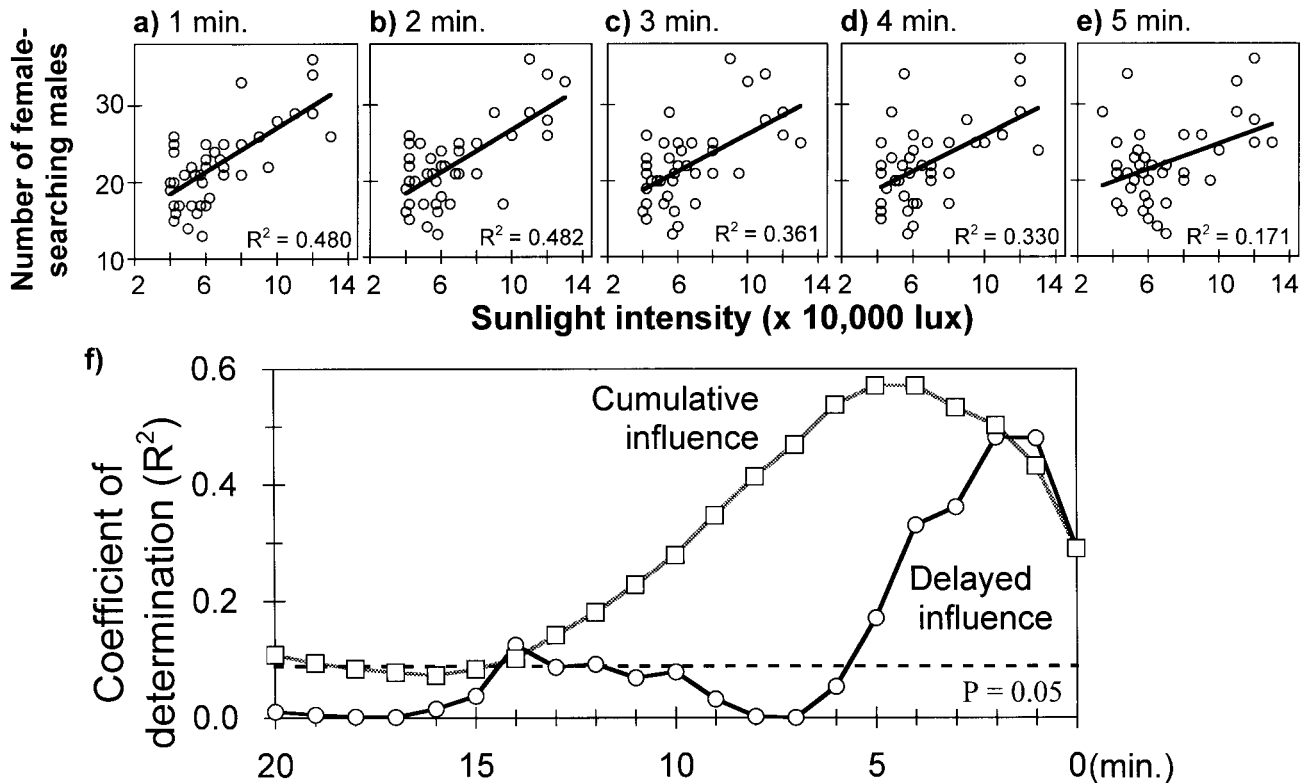 a) 1 min.
b) 2 min.
c) 3 min.
d) 4 min.
e) 5 min.
Number of female-
searching males
30
20
10
R² = 0.480
R² = 0.482
R² = 0.361
R² = 0.330
R² = 0.171
2 6 10 14
2 6 10 14
2 6 10 14
2 6 10 14
2 6 10 14
Sunlight intensity (x 10,000 lux)
f)
Coefficient of
determination (R²)
0.6
0.4
0.2
0.0
Cumulative
influence
Delayed
influence
P = 0.05
20 15 10 5 0 (min.)